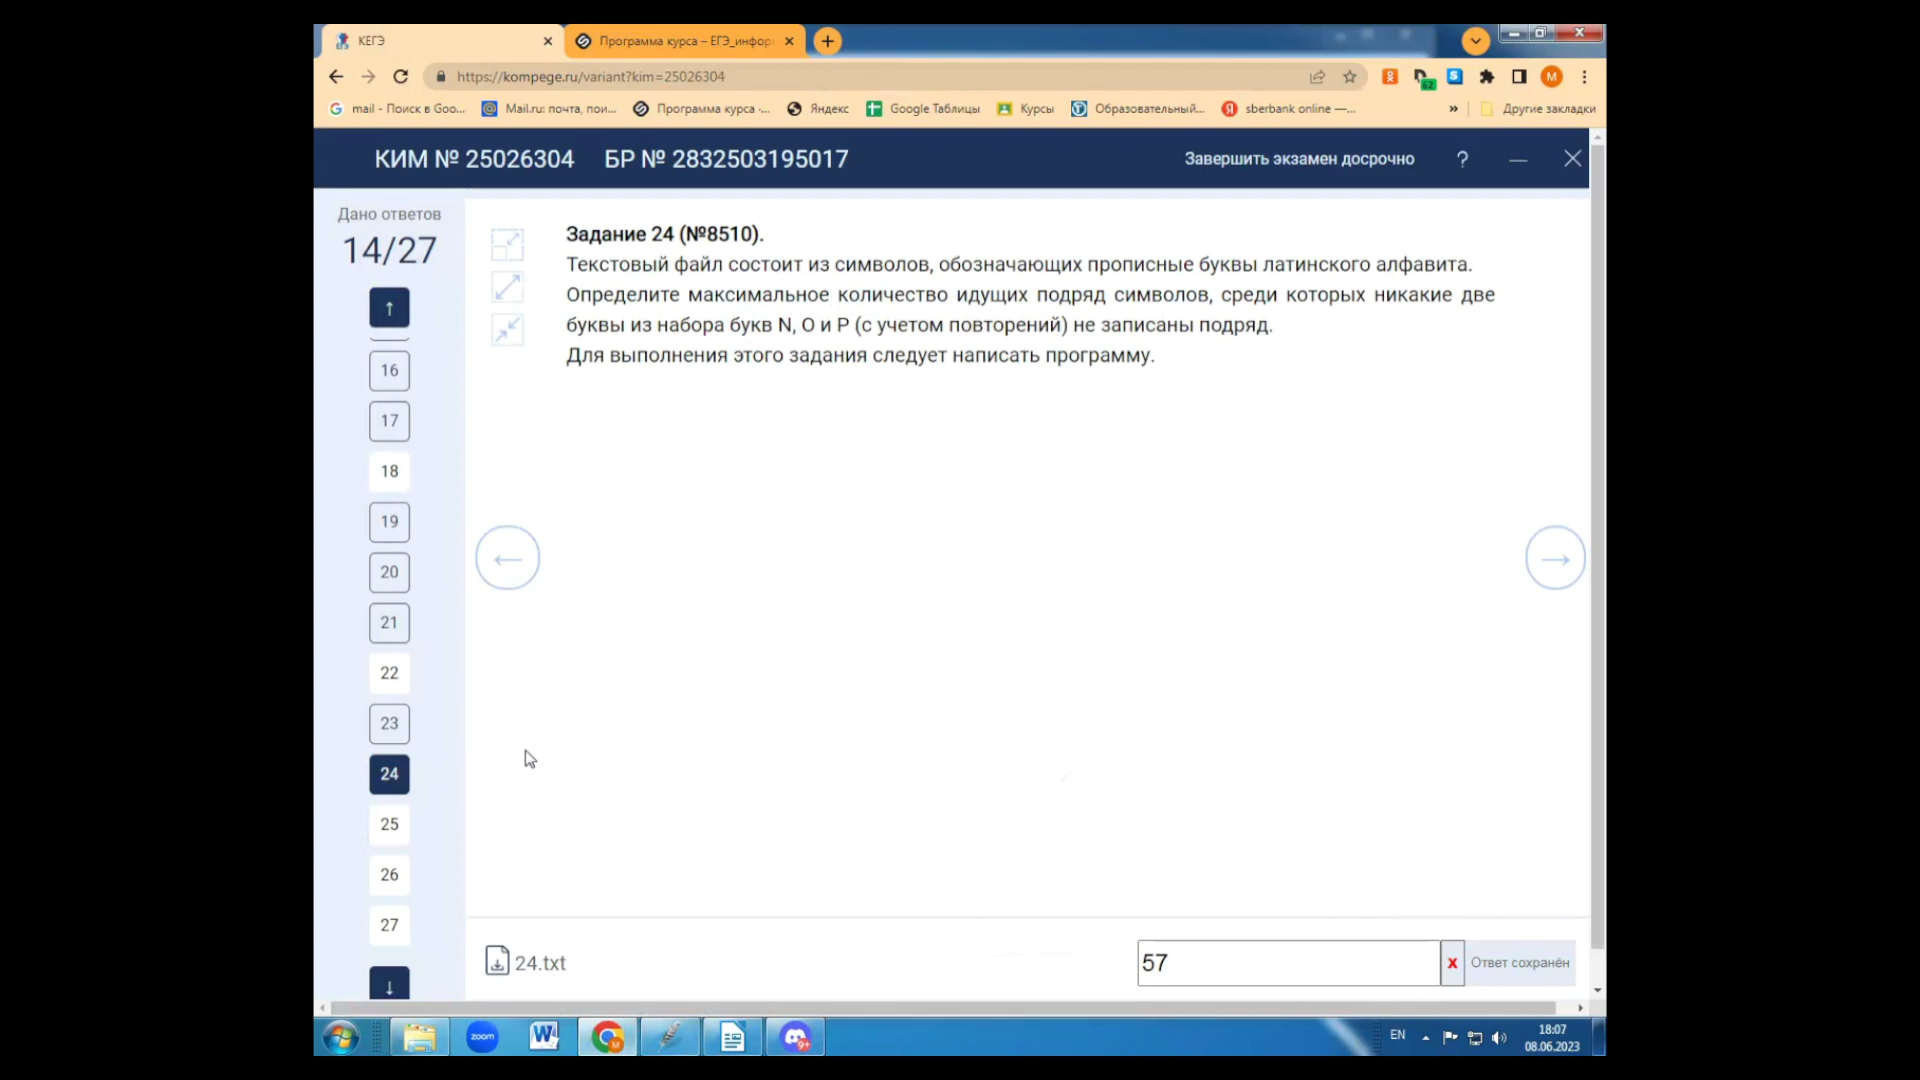 КЕГЭ
Программа курса – ЕГЭ_инфор
https://kompege.ru/variant?kim=25026304
mail - Поиск в Goo...
Mail.ru: почта, пои...
Программа курса -...
Яндекс
Google Таблицы
Курсы
Образовательный...
sberbank online —...
»
Другие закладки
КИМ № 25026304 БР № 2832503195017
Завершить экзамен досрочно
?
Дано ответов
14/27
16
17
18
19
20
21
22
23
24
25
26
27
Задание 24 (№8510).
Текстовый файл состоит из символов, обозначающих прописные буквы латинского алфавита.
Определите максимальное количество идущих подряд символов, среди которых никакие две
буквы из набора букв N, O и P (с учетом повторений) не записаны подряд.
Для выполнения этого задания следует написать программу.
24.txt
57
x
Ответ сохранён
zoom
EN
18:07
08.06.2023